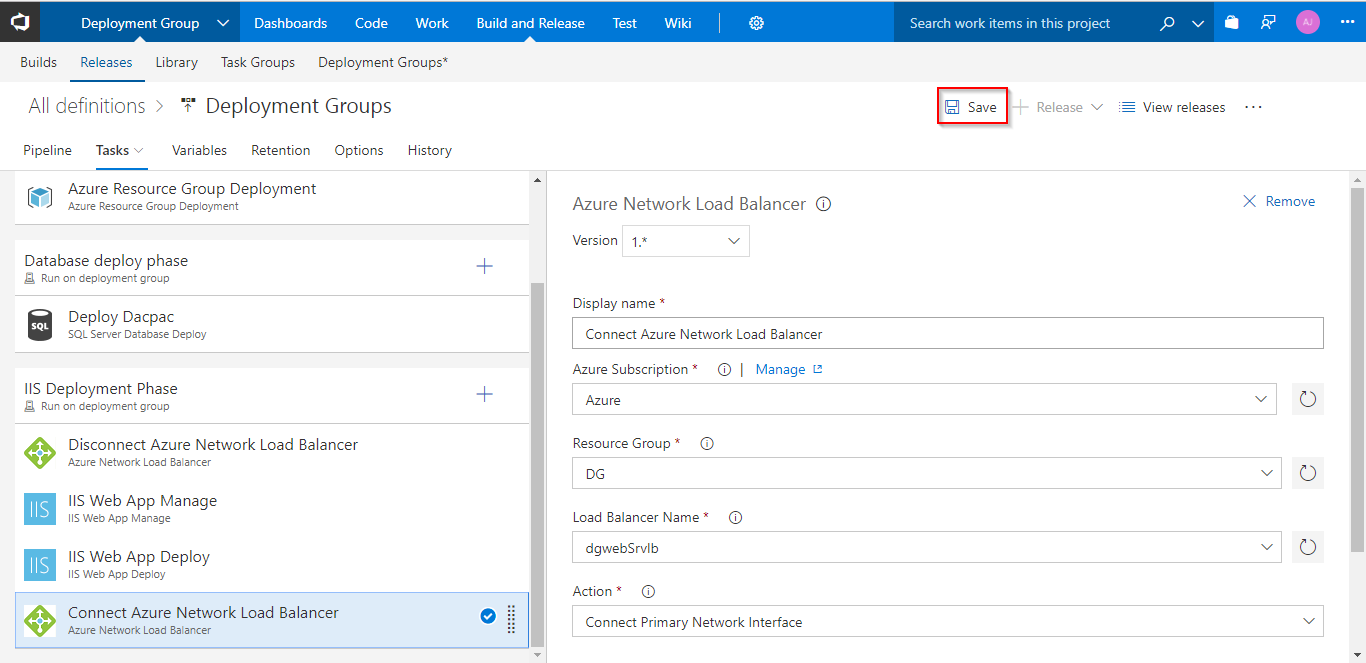 Deployment Group Dashboards Code Work Build and Release Test Wiki Search work items in this project AJ
Builds Releases Library Task Groups Deployment Groups*
All definitions > Deployment Groups Save + Release View releases ...
Pipeline Tasks Variables Retention Options History
Azure Resource Group Deployment
Azure Resource Group Deployment
Database deploy phase
Run on deployment group
SQL
Deploy Dacpac
SQL Server Database Deploy
IIS Deployment Phase
Run on deployment group
Disconnect Azure Network Load Balancer
Azure Network Load Balancer
IIS
IIS Web App Manage
IIS Web App Manage
IIS
IIS Web App Deploy
IIS Web App Deploy
Connect Azure Network Load Balancer
Azure Network Load Balancer
Azure Network Load Balancer Remove
Version 1.*
Display name *
Connect Azure Network Load Balancer
Azure Subscription * | Manage
Azure
Resource Group *
DG
Load Balancer Name *
dgwebSrvlb
Action *
Connect Primary Network Interface